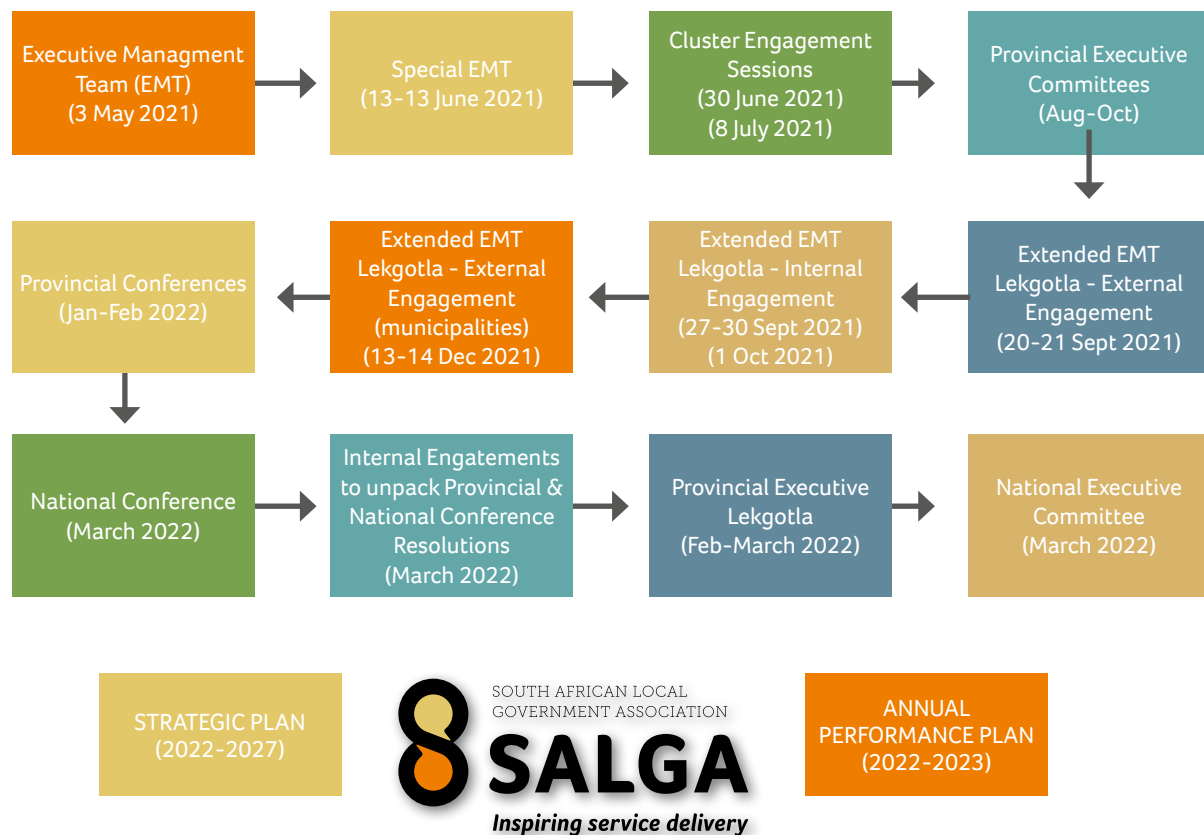 Executive Managment
Team (EMT)
(3 May 2021)
Special EMT
(13-13 June 2021)
Cluster Engagement
Sessions
(30 June 2021)
(8 July 2021)
Provincial Executive
Committees
(Aug-Oct)
Extended EMT
Lekgotla - External
Engagement
(20-21 Sept 2021)
Extended EMT
Lekgotla - Internal
Engagement
(27-30 Sept 2021)
(1 Oct 2021)
Extended EMT
Lekgotla - External
Engagement
(municipalities)
(13-14 Dec 2021)
Provincial Conferences
(Jan-Feb 2022)
National Conference
(March 2022)
Internal Engatements
to unpack Provincial &
National Conference
Resolutions
(March 2022)
Provincial Executive
Lekgotla
(Feb-March 2022)
National Executive
Committee
(March 2022)
STRATEGIC PLAN
(2022-2027)
SOUTH AFRICAN LOCAL
GOVERNMENT ASSOCIATION
SALGA
Inspiring service delivery
ANNUAL
PERFORMANCE PLAN
(2022-2023)